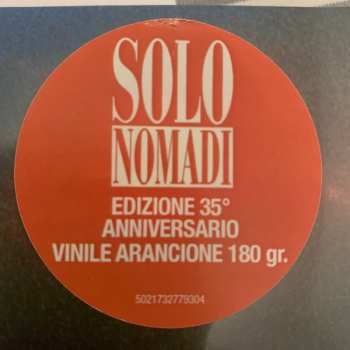 SOLO
NOMADI
EDIZIONE 35°
ANNIVERSARIO
VINILE ARANCIONE 180 gr.
5021732779304